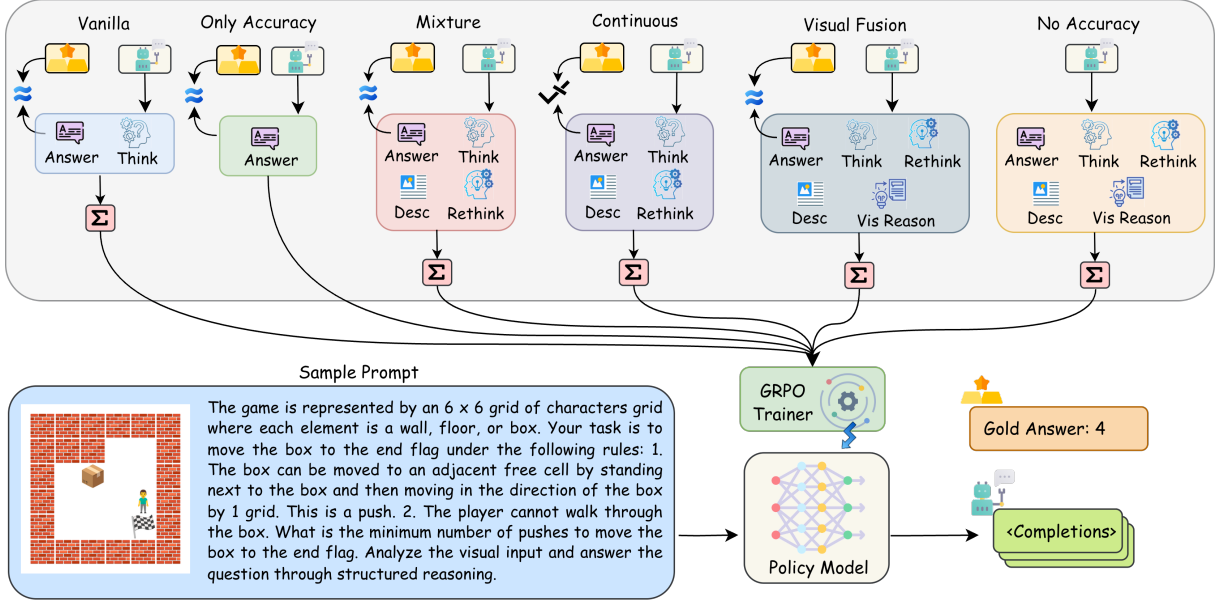 Vanilla
Only Accuracy
Mixture
Continuous
Visual Fusion
No Accuracy
A
Answer
Think
Σ
A
Answer
A
Answer
Think
Desc
Rethink
Σ
A
Answer
Think
Desc
Rethink
Σ
A
Answer
Think
Rethink
Desc
Vis Reason
Σ
A
Answer
Think
Rethink
Desc
Vis Reason
Σ
Sample Prompt
The game is represented by an 6 x 6 grid of characters grid
where each element is a wall, floor, or box. Your task is to
move the box to the end flag under the following rules: 1.
The box can be moved to an adjacent free cell by standing
next to the box and then moving in the direction of the box
by 1 grid. This is a push. 2. The player cannot walk through
the box. What is the minimum number of pushes to move the
box to the end flag. Analyze the visual input and answer the
question through structured reasoning.
GRPO
Trainer
Policy Model
Gold Answer: 4
<Completions>